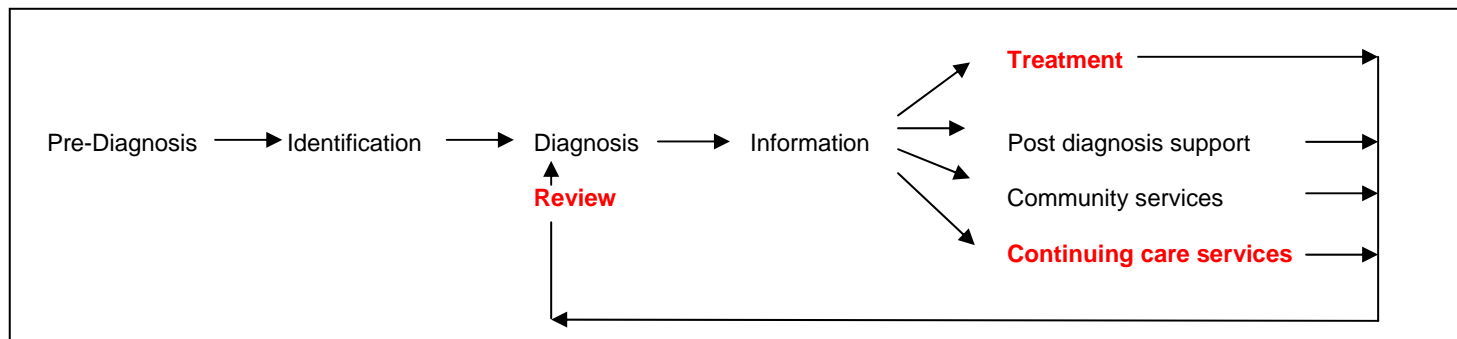 Treatment
Pre-Diagnosis Identification Diagnosis Information Post diagnosis support
Review Community services
Continuing care services